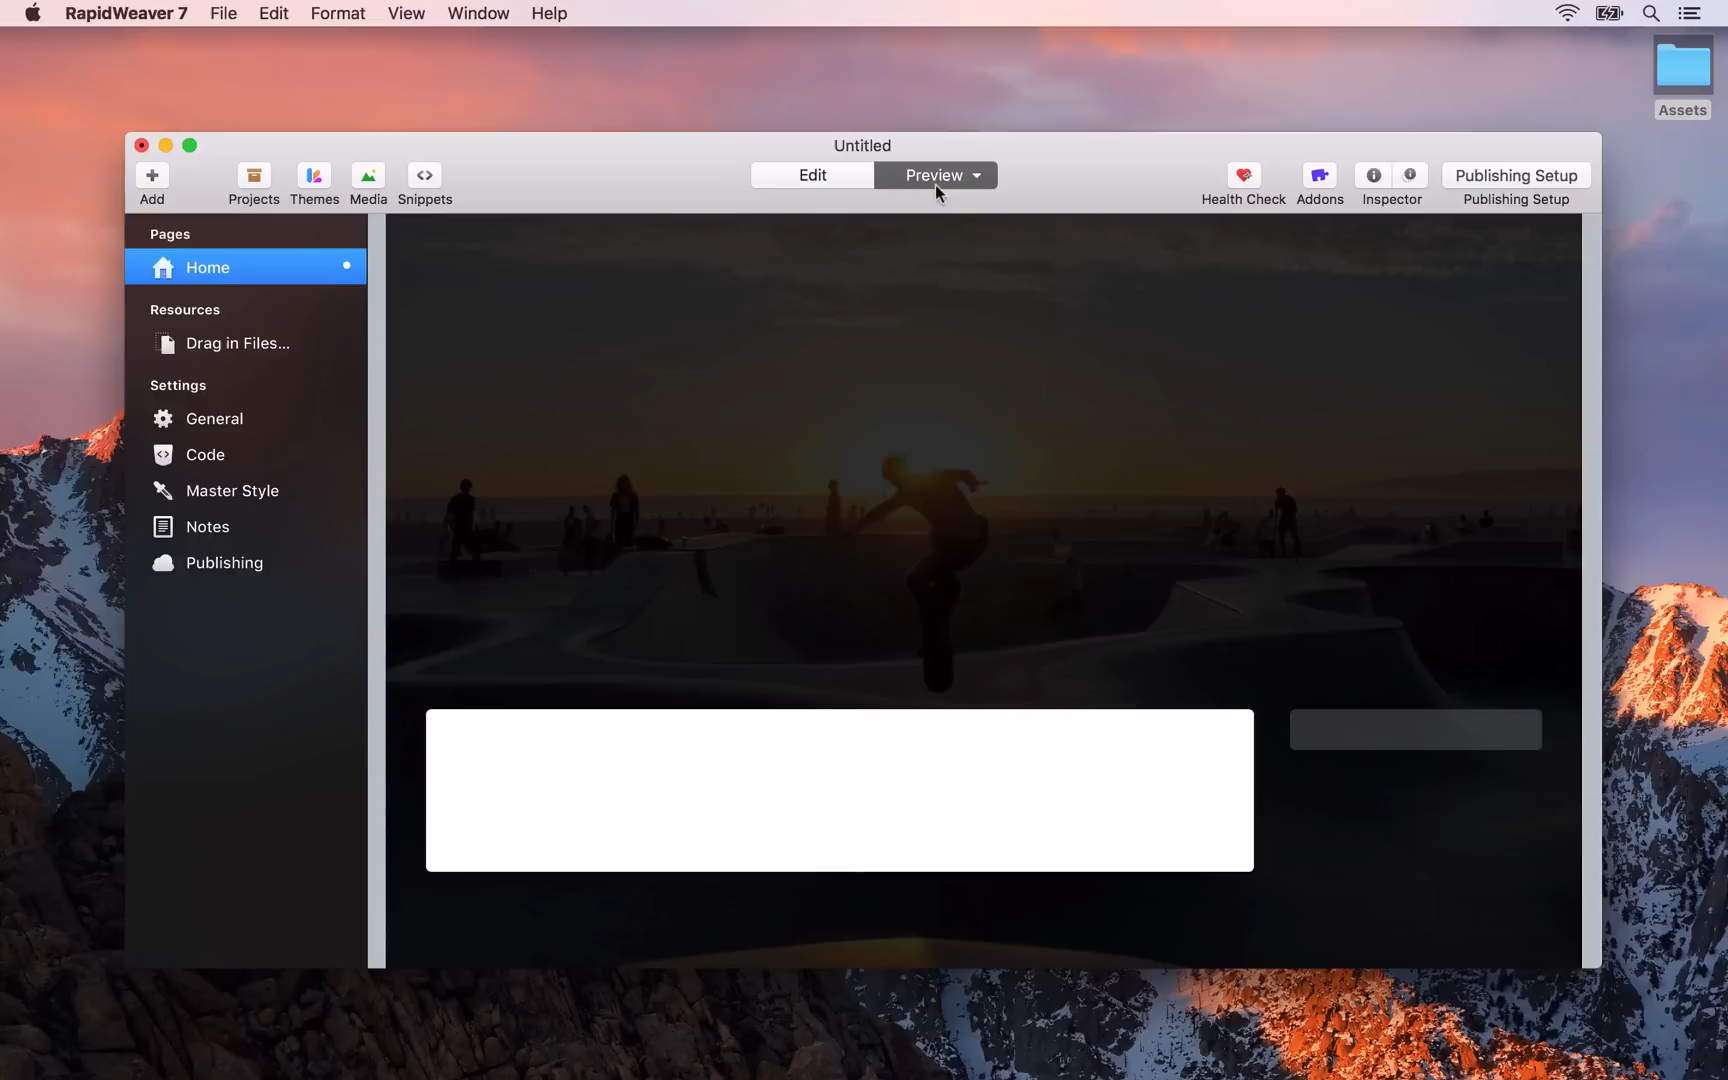 RapidWeaver 7 File Edit Format View Window Help
Assets
Untitled
Edit Preview Publishing Setup
Add Projects Themes Media Snippets Health Check Addons Inspector Publishing Setup
Pages
Home
Resources
Drag in Files...
Settings
General
Code
Master Style
Notes
Publishing